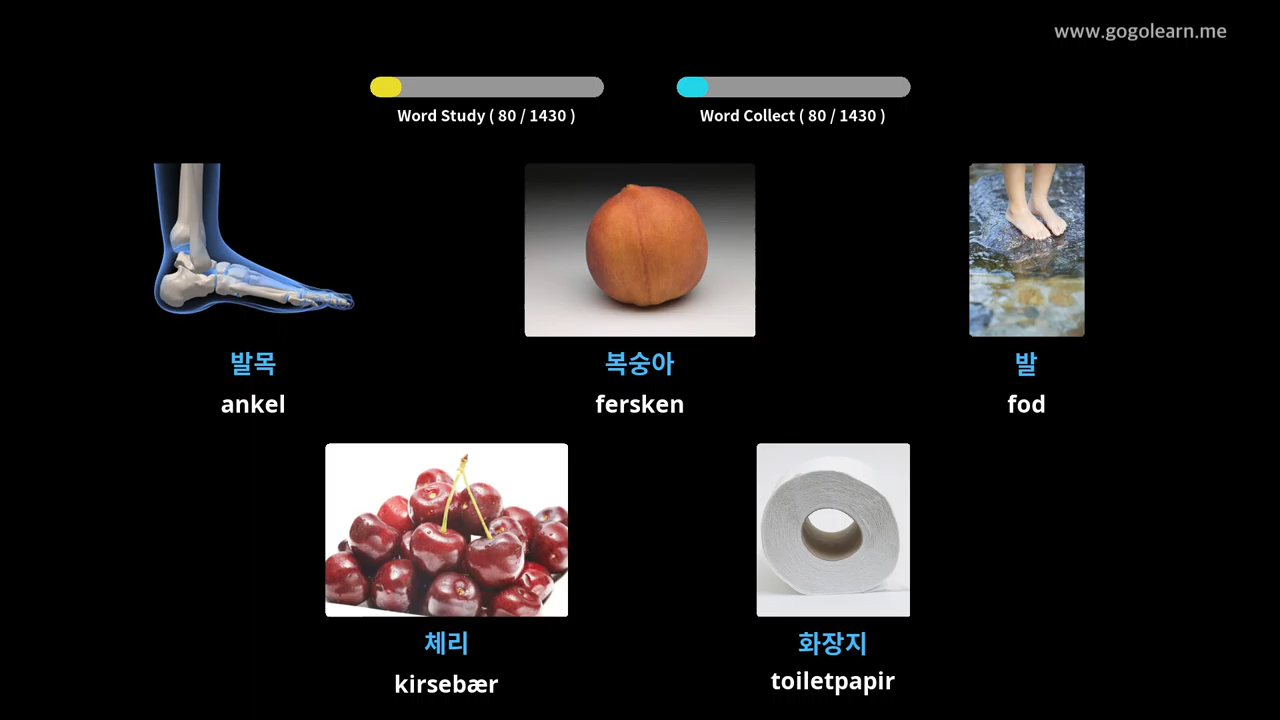 www.gogolearn.me
Word Study ( 80 / 1430 )
Word Collect ( 80 / 1430 )
발목
복숭아
발
ankel
fersken
fod
체리
화장지
kirsebær
toiletpapir